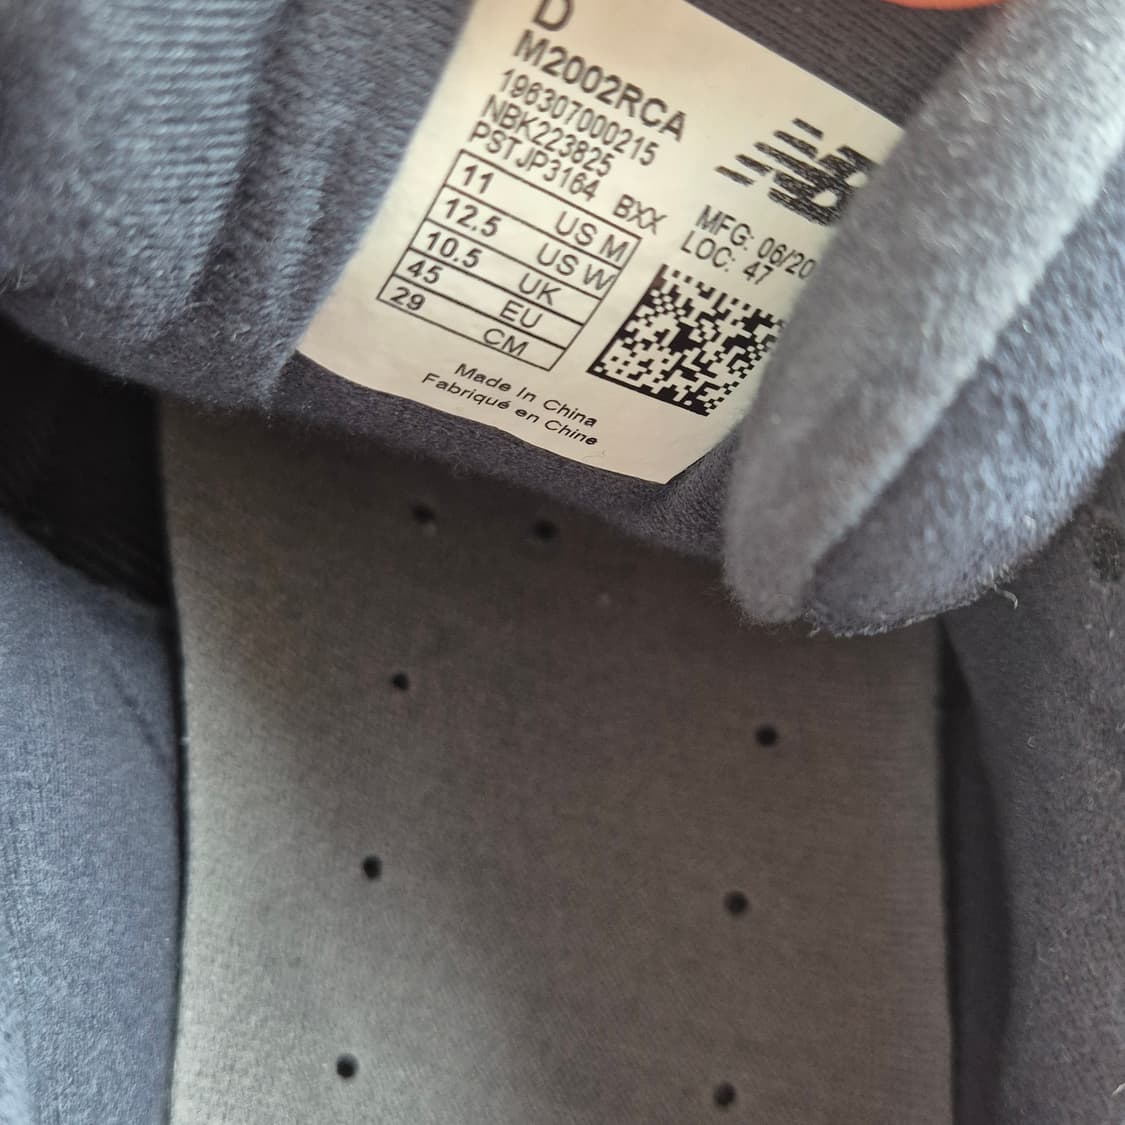 D
M2002RCA
196307000215
NBK223825
PSTJP3164 BXX
11 US M
12.5 US W
10.5 UK
45 EU
29 CM
Made In China
Fabriqué en Chine
NB
MFG: 06/20
LOC: 47